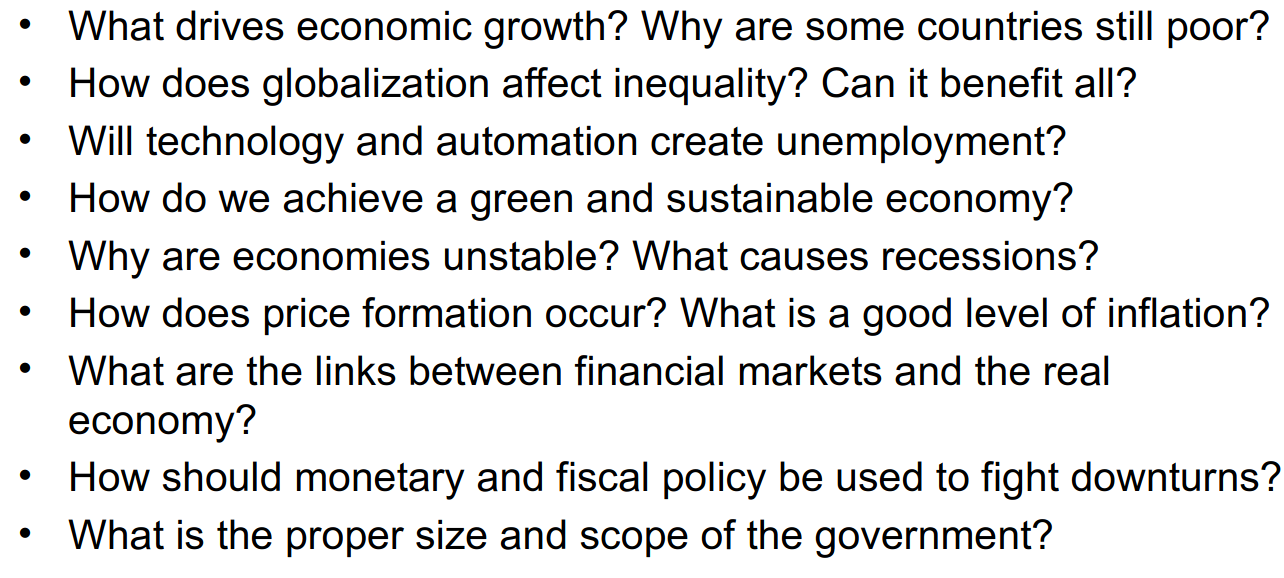 • What drives economic growth? Why are some countries still poor?
• How does globalization affect inequality? Can it benefit all?
• Will technology and automation create unemployment?
• How do we achieve a green and sustainable economy?
• Why are economies unstable? What causes recessions?
• How does price formation occur? What is a good level of inflation?
• What are the links between financial markets and the real
economy?
• How should monetary and fiscal policy be used to fight downturns?
• What is the proper size and scope of the government?